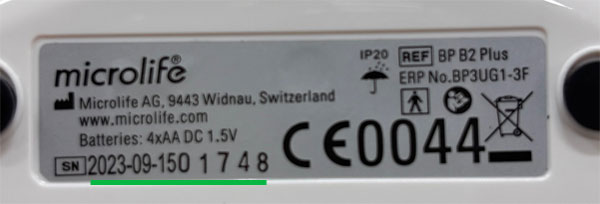 microlife®
Microlife AG, 9443 Widnau, Switzerland
www.microlife.com
Batteries: 4xAA DC 1.5V
SN 2023-09-150 1 7 4 8
IP20
REF BP B2 Plus
ERP No.BP3UG1-3F
CE0044